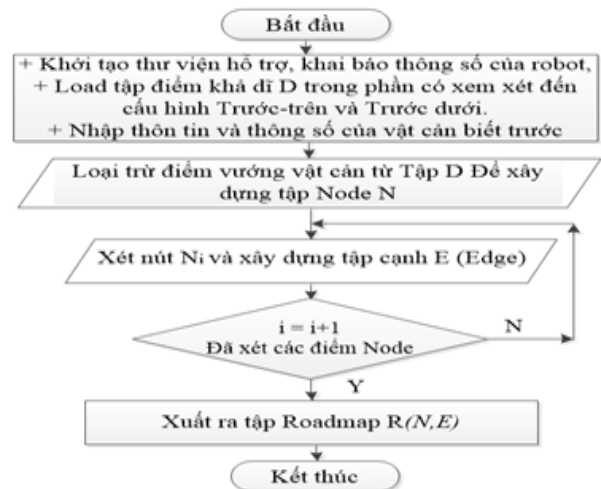 Bắt đầu
+ Khởi tạo thư viện hỗ trợ, khai báo thông số của robot,
+ Load tập điểm khả dĩ D trong phần có xem xét đến
cấu hình Trước-trên và Trước dưới.
+ Nhập thôn tin và thông số của vật cản biết trước
Loại trừ điểm vướng vật cản từ Tập D Để xây
dựng tập Node N
Xét nút Ni và xây dựng tập cạnh E (Edge)
i = i+1
Đã xét các điểm Node
N
Y
Xuất ra tập Roadmap R(N,E)
Kết thúc